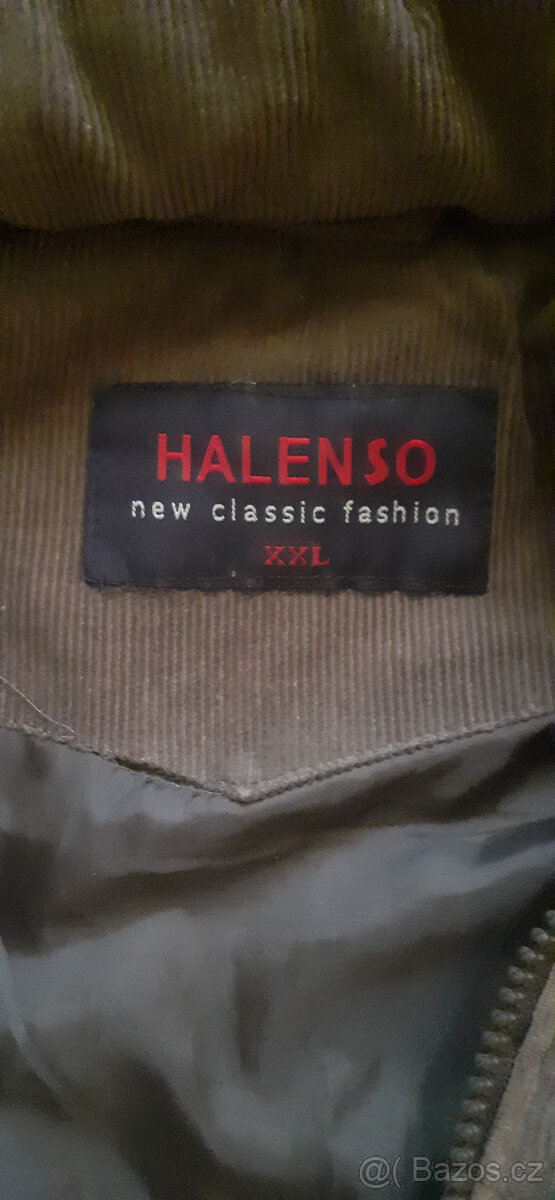 HALENSO
new classic fashion
XXL
@( Bazos.cz